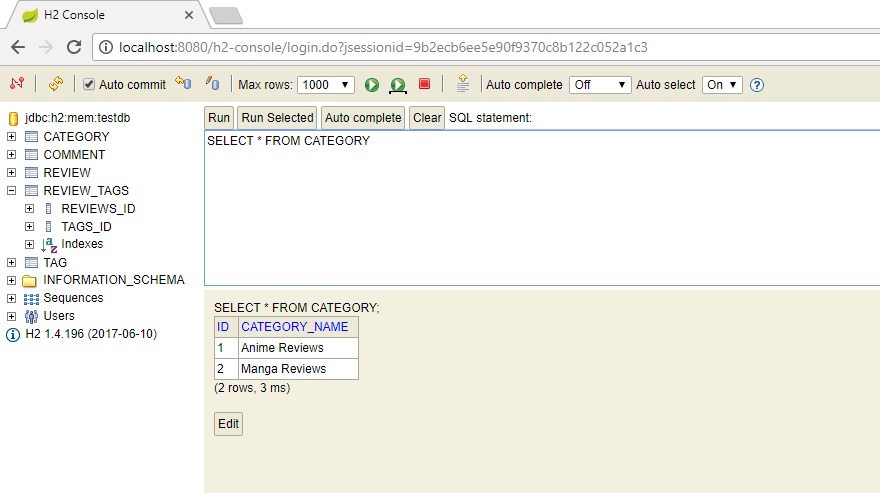 H2 Console
localhost:8080/h2-console/login.do?jsessionid=9b2ecb6ee5e90f9370c8b122c052a1c3
Auto commit Max rows: 1000 Auto complete Off Auto select On
jdbc:h2:mem:testdb
CATEGORY
COMMENT
REVIEW
REVIEW_TAGS
REVIEWS_ID
TAGS_ID
Indexes
TAG
INFORMATION_SCHEMA
Sequences
Users
H2 1.4.196 (2017-06-10)
Run Run Selected Auto complete Clear SQL statement:
SELECT * FROM CATEGORY
SELECT * FROM CATEGORY;
ID CATEGORY_NAME
1 Anime Reviews
2 Manga Reviews
(2 rows, 3 ms)
Edit